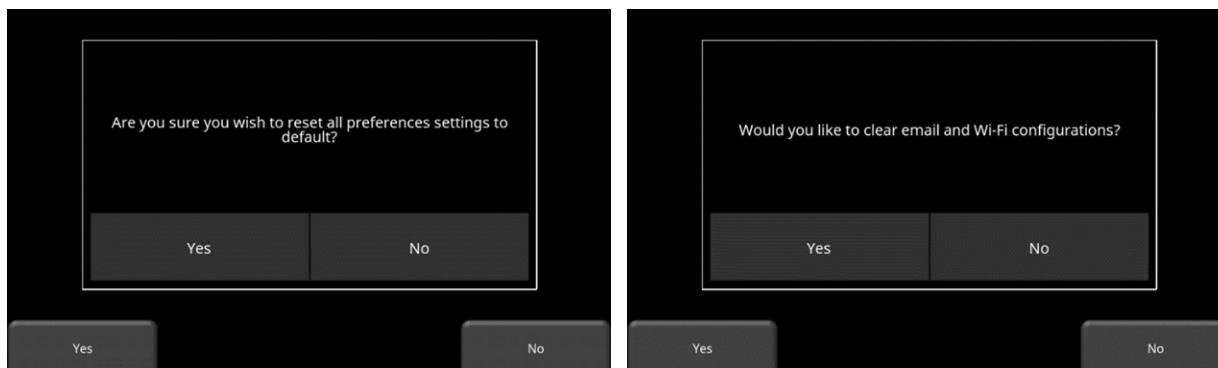 Are you sure you wish to reset all preferences settings to
default?
Yes
No
Yes
No
Would you like to clear email and Wi-Fi configurations?
Yes
No
Yes
No